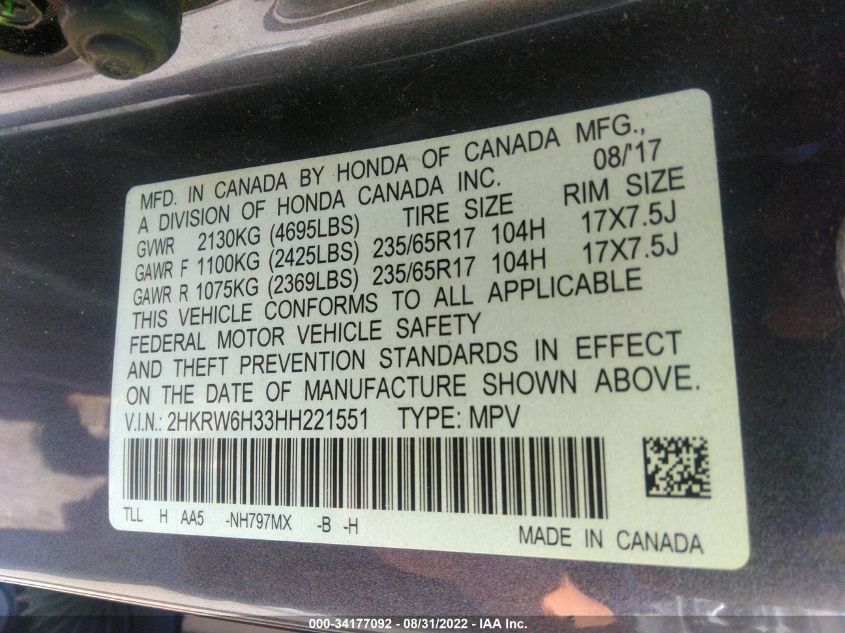 MFD. IN CANADA BY HONDA OF CANADA MFG.,
A DIVISION OF HONDA CANADA INC. 08/'17
GVWR 2130KG (4695LBS) TIRE SIZE RIM SIZE
GAWR F 1100KG (2425LBS) 235/65R17 104H 17X7.5J
GAWR R 1075KG (2369LBS) 235/65R17 104H 17X7.5J
THIS VEHICLE CONFORMS TO ALL APPLICABLE
FEDERAL MOTOR VEHICLE SAFETY
AND THEFT PREVENTION STANDARDS IN EFFECT
ON THE DATE OF MANUFACTURE SHOWN ABOVE.
V.I.N.: 2HKRW6H33HH221551 TYPE: MPV
TLL H AA5 -NH797MX -B -H
MADE IN CANADA
000-34177092 - 08/31/2022 - IAA Inc.